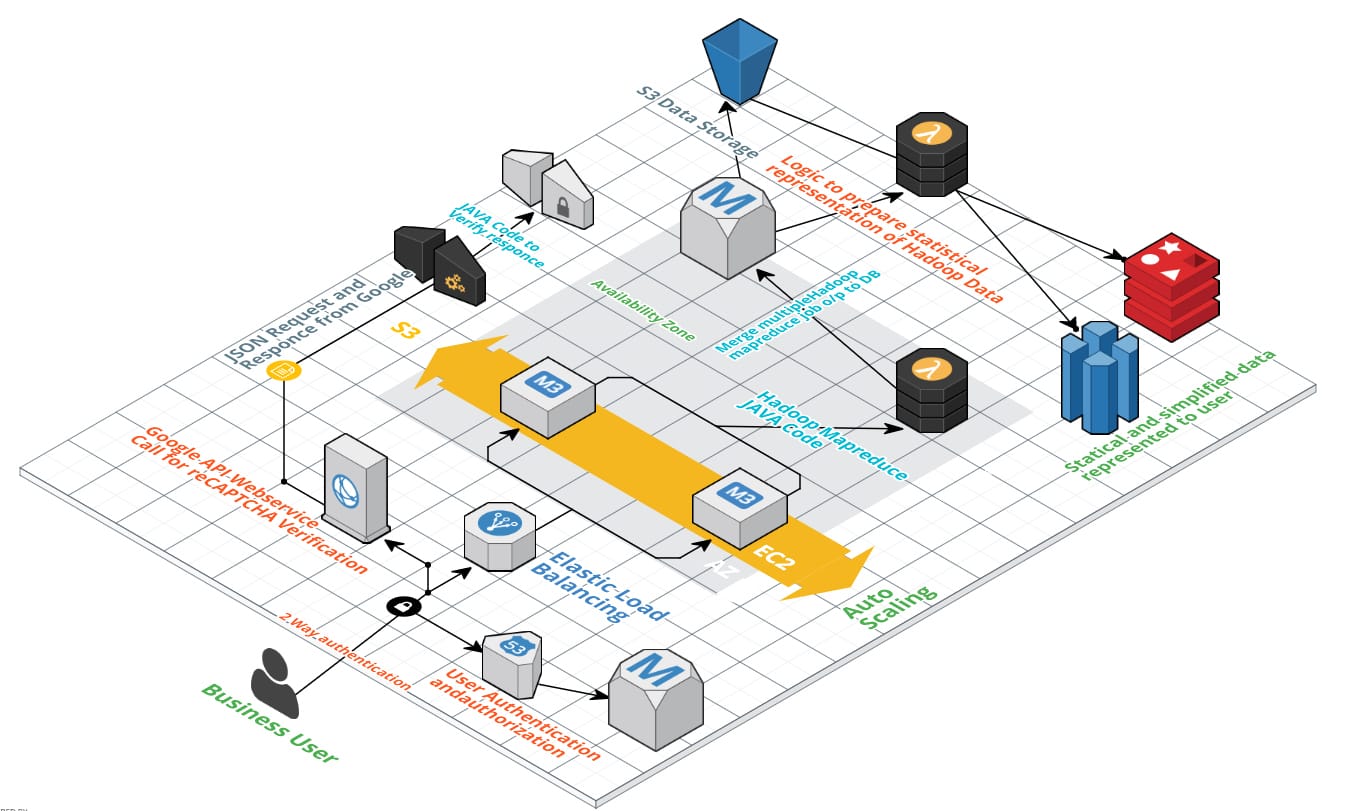 S3 Data Storage
Logic to prepare statistical
representation of Hadoop Data
JAVA Code to
Verify responce
JSON Request and
Responce from Google
S3
Availability Zone
Merge multipleHadoop
mapreduce job o/p to DB
M
M3
Hadoop Mapreduce
JAVA Code
Statical and simplified data
represented to user
Google API Webservice
Call for reCAPTCHA Verification
M3
EC2
AZ
Elastic Load
Balancing
Auto
Scaling
2 Way authentication
53
User Authentication
andauthorization
M
Business User
λ
λ